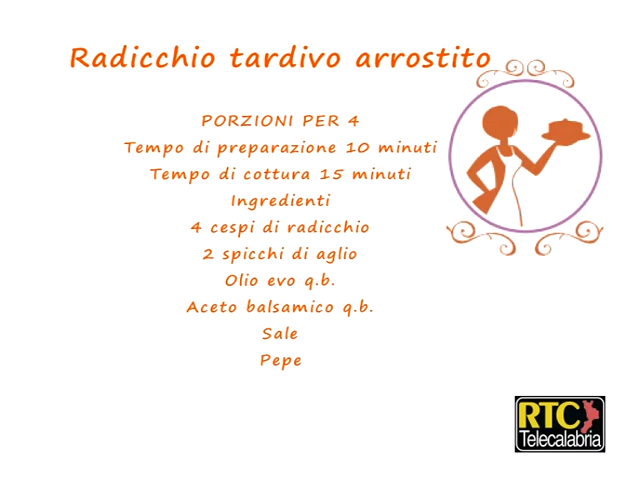 Radicchio tardivo arrostito
PORZIONI PER 4
Tempo di preparazione 10 minuti
Tempo di cottura 15 minuti
Ingredienti
4 cespi di radicchio
2 spicchi di aglio
Olio evo q.b.
Aceto balsamico q.b.
Sale
Pepe
RTC
Telecalabria